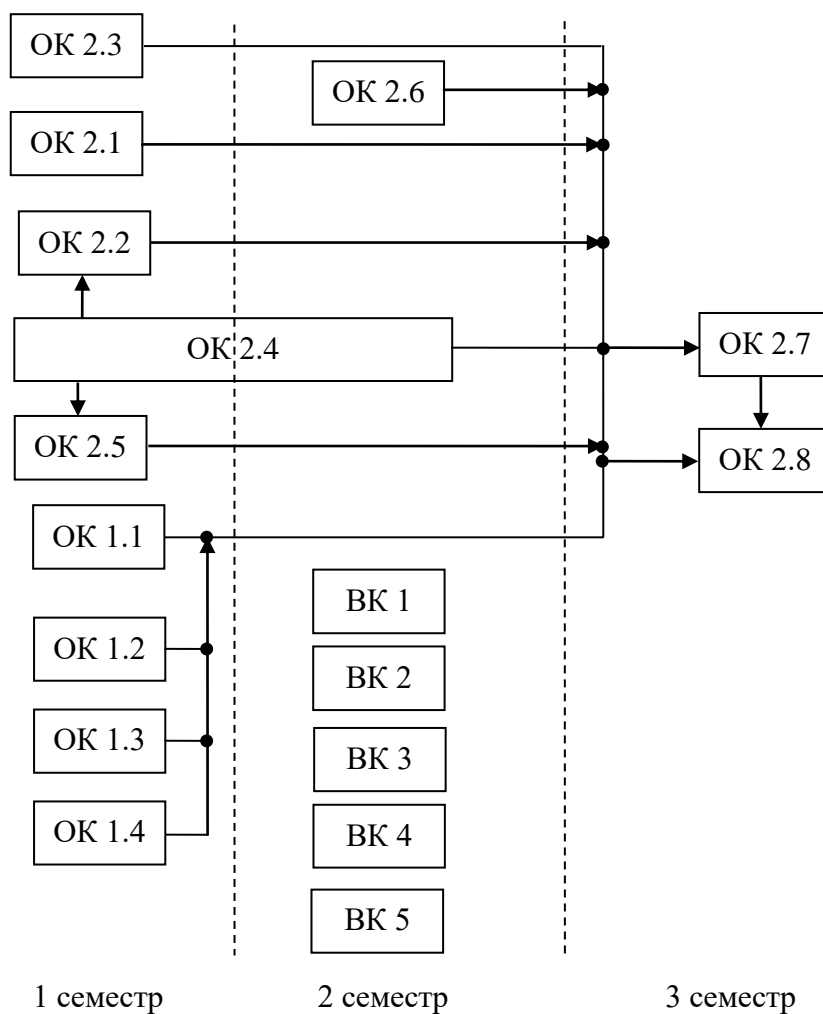 ОК 2.3
ОК 2.6
ОК 2.1
ОК 2.2
ОК 2.4
ОК 2.7
ОК 2.5
ОК 2.8
ОК 1.1
ВК 1
ОК 1.2
ВК 2
ОК 1.3
ВК 3
ОК 1.4
ВК 4
ВК 5
1 семестр
2 семестр
3 семестр